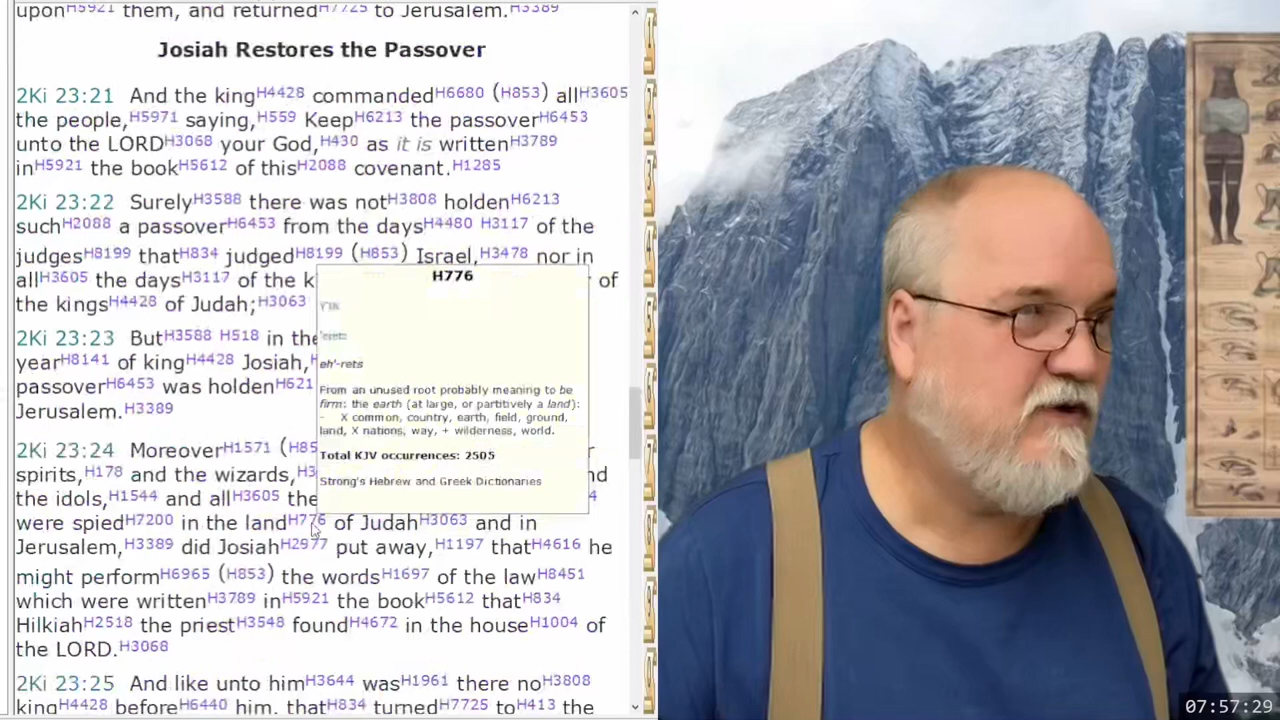 upon H5921 them, and returned H7725 to Jerusalem. H3389
Josiah Restores the Passover
2Ki 23:21 And the king H4428 commanded H6680 (H853) all H3605
the people, H5971 saying, H559 Keep H6213 the passover H6453
unto the LORD H3068 your God, H430 as it is written H3789
in H5921 the book H5612 of this H2088 covenant. H1285
2Ki 23:22 Surely H3588 there was not H3808 holden H6213
such H2088 a passover H6453 from the days H4480 H3117 of the
judges H8199 that H834 judged H8199 (H853) Israel, H3478 nor in
all H3605 the days H3117 of the k
of
the kings H4428 of Judah; H3063
2Ki 23:23 But H3588 H518 in the
year H8141 of king H4428 Josiah,
passover H6453 was holden H621
Jerusalem. H3389
2Ki 23:24 Moreover H1571 (H85
spirits, H178 and the wizards, H3
the idols, H1544 and all H3605 the
were spied H7200 in the land H776 of Judah H3063 and in
Jerusalem, H3389 did Josiah H2977 put away, H1197 that H4616 he
might perform H6965 (H853) the words H1697 of the law H8451
which were written H3789 in H5921 the book H5612 that H834
Hilkiah H2518 the priest H3548 found H4672 in the house H1004 of
the LORD. H3068
2Ki 23:25 And like unto him H3644 was H1961 there no H3808
king H4428 before H6440 him, that H834 turned H7725 to H413 the
H776
eh'-rets
From an unused root probably meaning to be
firm; the earth (at large, or partitively a land):
- X common, country, earth, field, ground,
land, X nations, way, + wilderness, world.
Total KJV occurrences: 2505
Strong's Hebrew and Greek Dictionaries
07:57:29